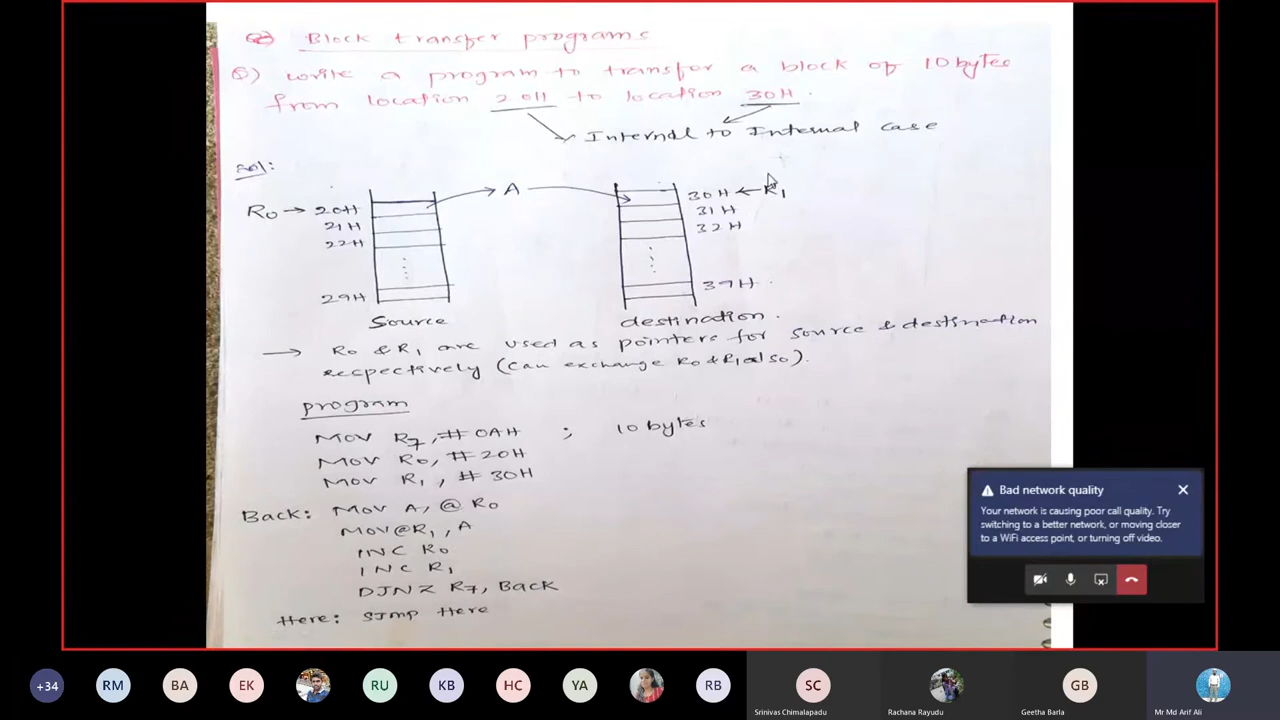 Block transfer programs
Q) Write a program to transfer a block of 10 bytes
from location 20H to location 30H.
Internal to Internal case
Sol:
R0 → 20H
21H
22H
29H
Source
A
30H ← R1
31H
32H
39H
destination.
→ R0 & R1 are used as pointers for source & destination
respectively (can exchange R0 & R1 also).
program
MOV R7, # 0AH ; 10 bytes
MOV R0, # 20H
MOV R1, # 30H
Back: MOV A, @ R0
MOV @R1, A
INC R0
INC R1
DJNZ R7, Back
Here: SJMP Here
Bad network quality
Your network is causing poor call quality. Try
switching to a better network, or moving closer
to a WiFi access point, or turning off video.
+34
RM
BA
EK
RU
KB
HC
YA
RB
SC
GB
Srinivas Chimalapadu
Rachana Rayudu
Geetha Barla
Mr Md Arif Ali